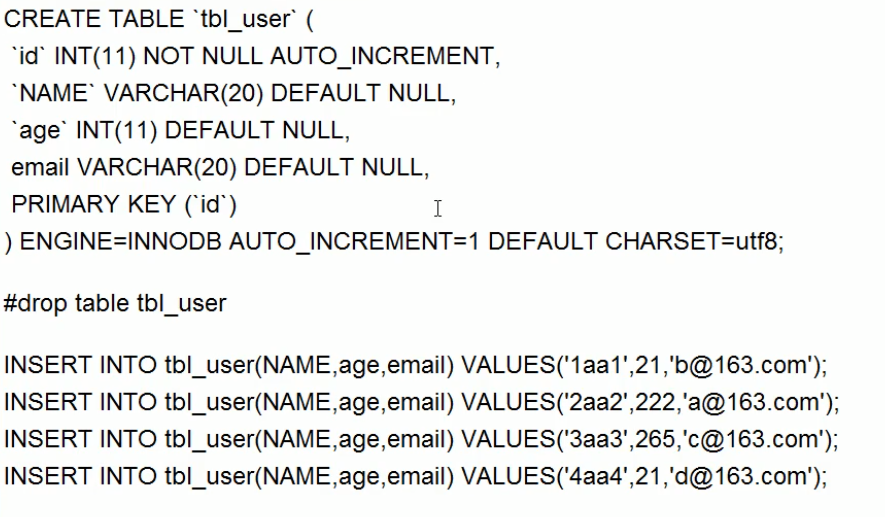 CREATE TABLE `tbl_user` (
`id` INT(11) NOT NULL AUTO_INCREMENT,
`NAME` VARCHAR(20) DEFAULT NULL,
`age` INT(11) DEFAULT NULL,
email VARCHAR(20) DEFAULT NULL,
PRIMARY KEY (`id`)
) ENGINE=INNODB AUTO_INCREMENT=1 DEFAULT CHARSET=utf8;
#drop table tbl_user
INSERT INTO tbl_user(NAME,age,email) VALUES('1aa1',21,'b@163.com');
INSERT INTO tbl_user(NAME,age,email) VALUES('2aa2',222,'a@163.com');
INSERT INTO tbl_user(NAME,age,email) VALUES('3aa3',265,'c@163.com');
INSERT INTO tbl_user(NAME,age,email) VALUES('4aa4',21,'d@163.com');